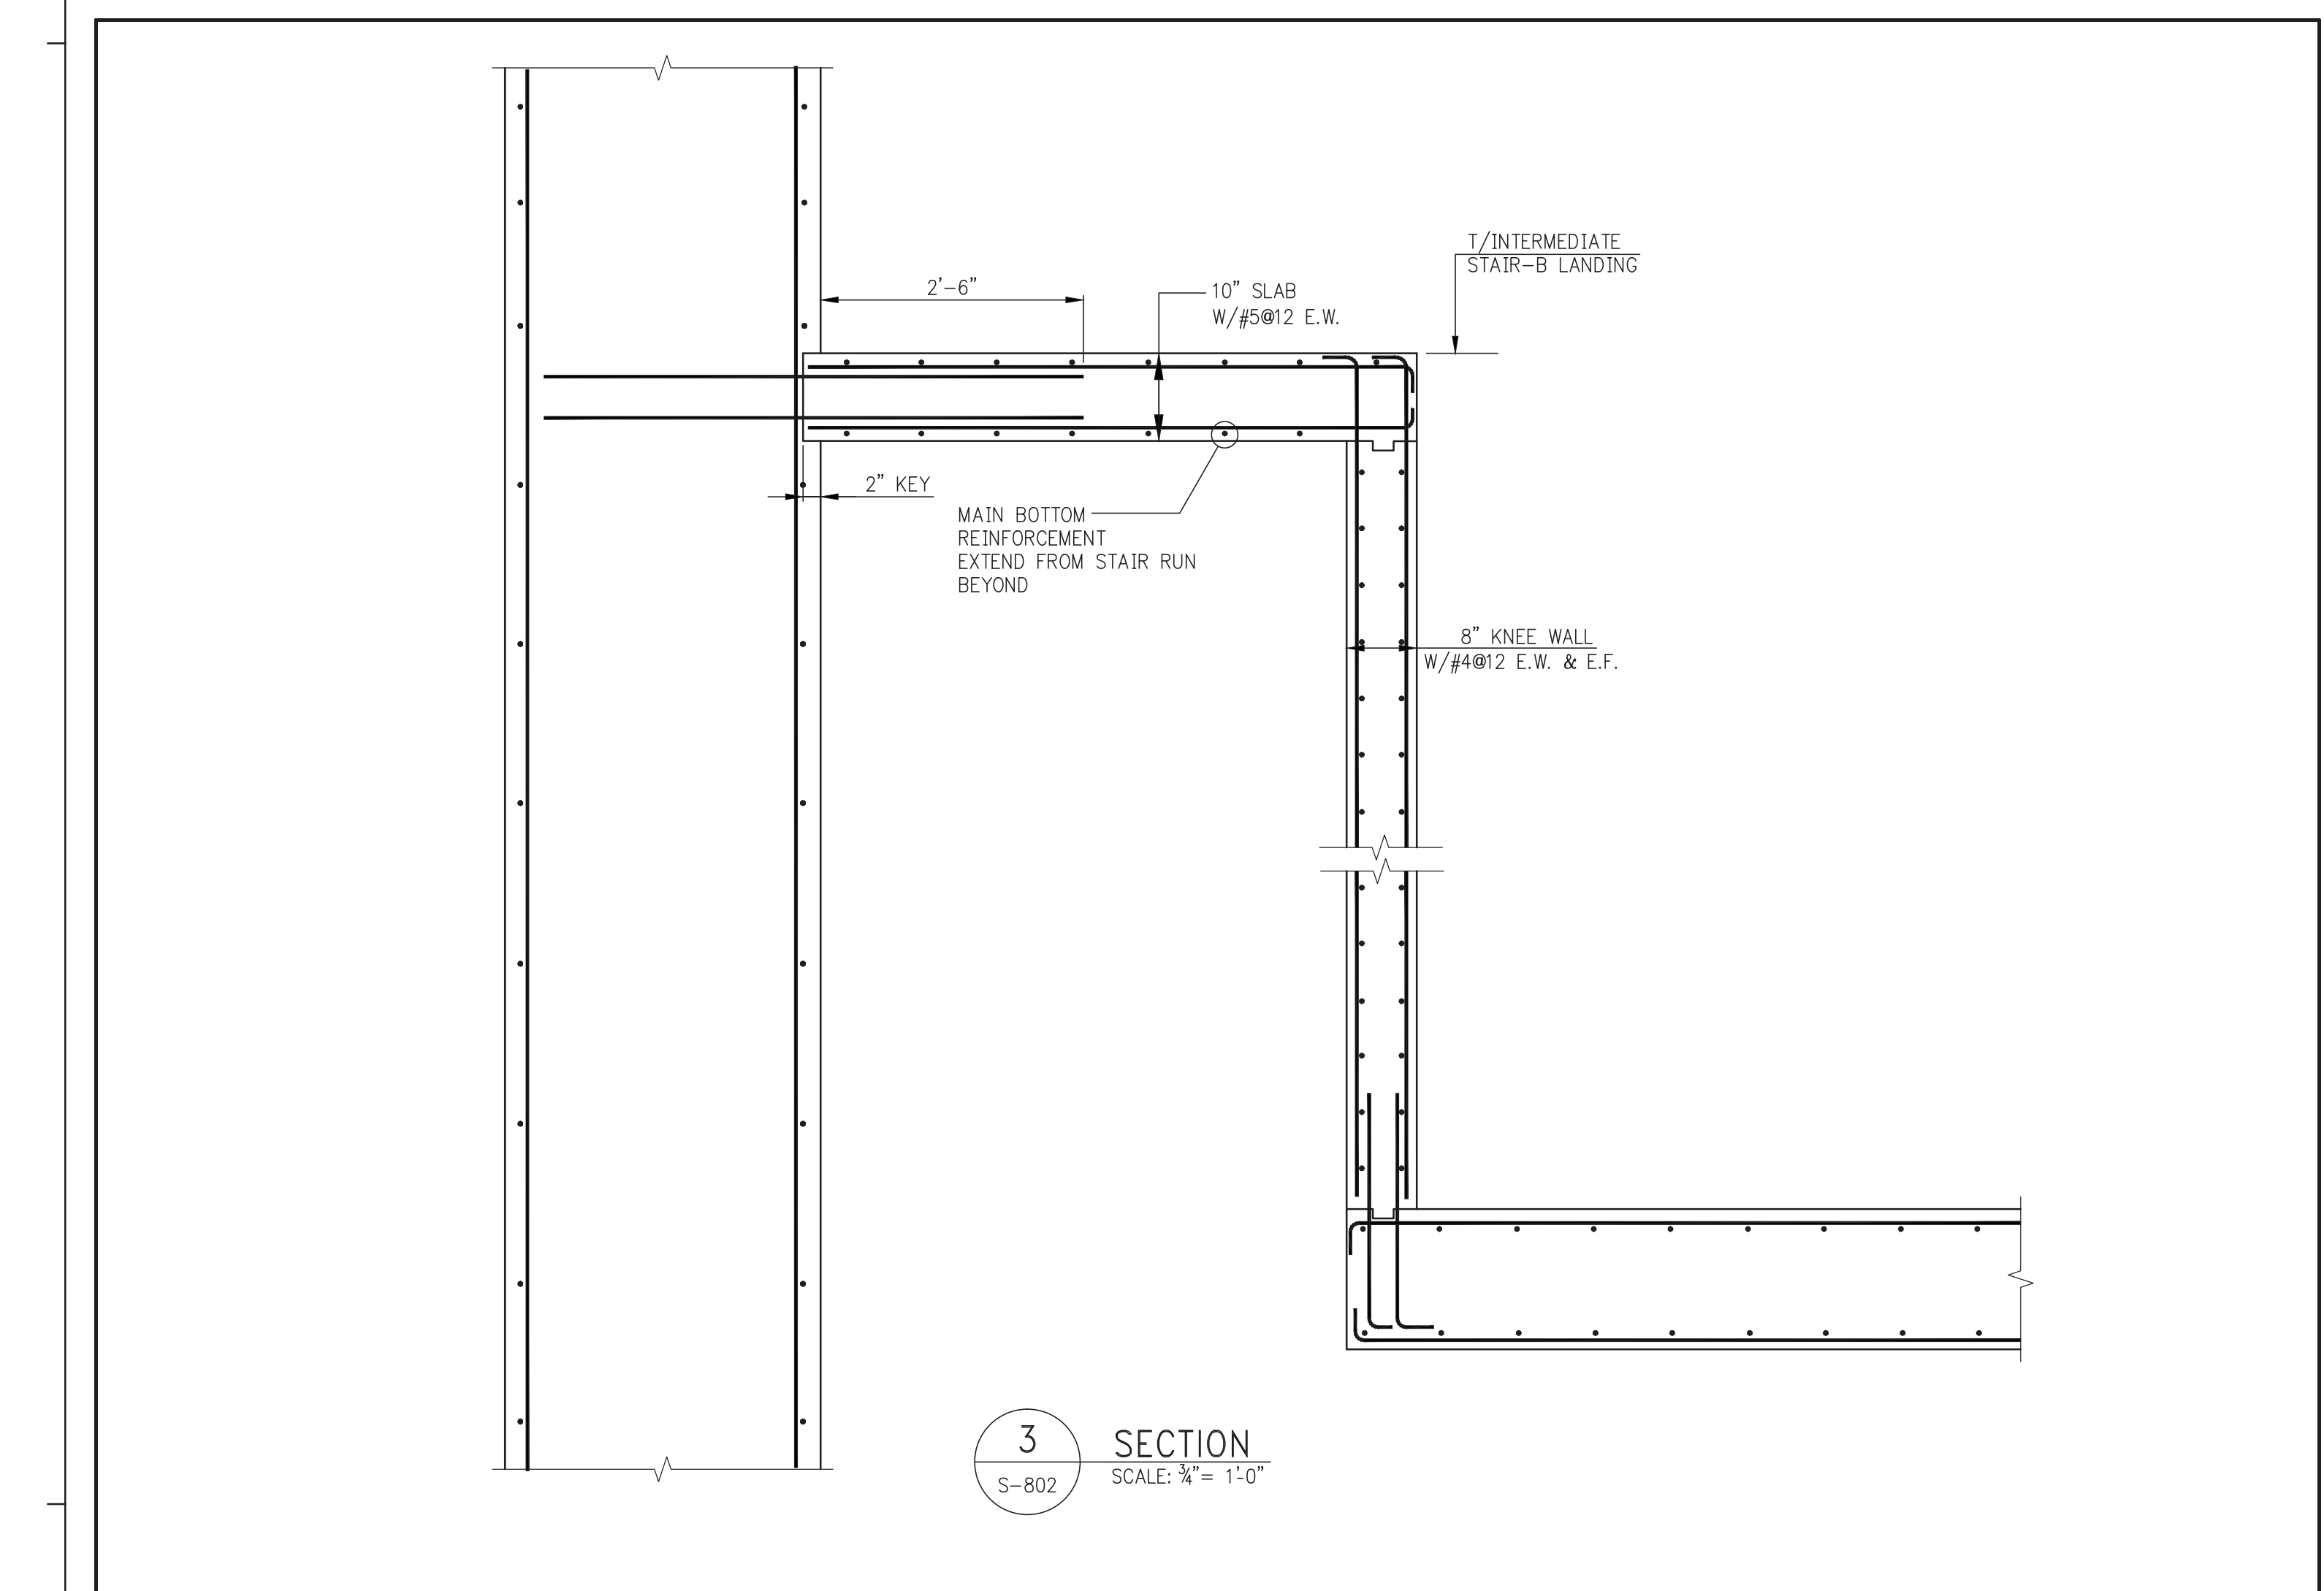 T/INTERMEDIATE
STAIR-B LANDING
2'-6"
10" SLAB
W/#5@12 E.W.
2" KEY
MAIN BOTTOM
REINFORCEMENT
EXTEND FROM STAIR RUN
BEYOND
8" KNEE WALL
W/#4@12 E.W. & E.F.
3
S-802
SECTION
SCALE: ¾"= 1'-0"